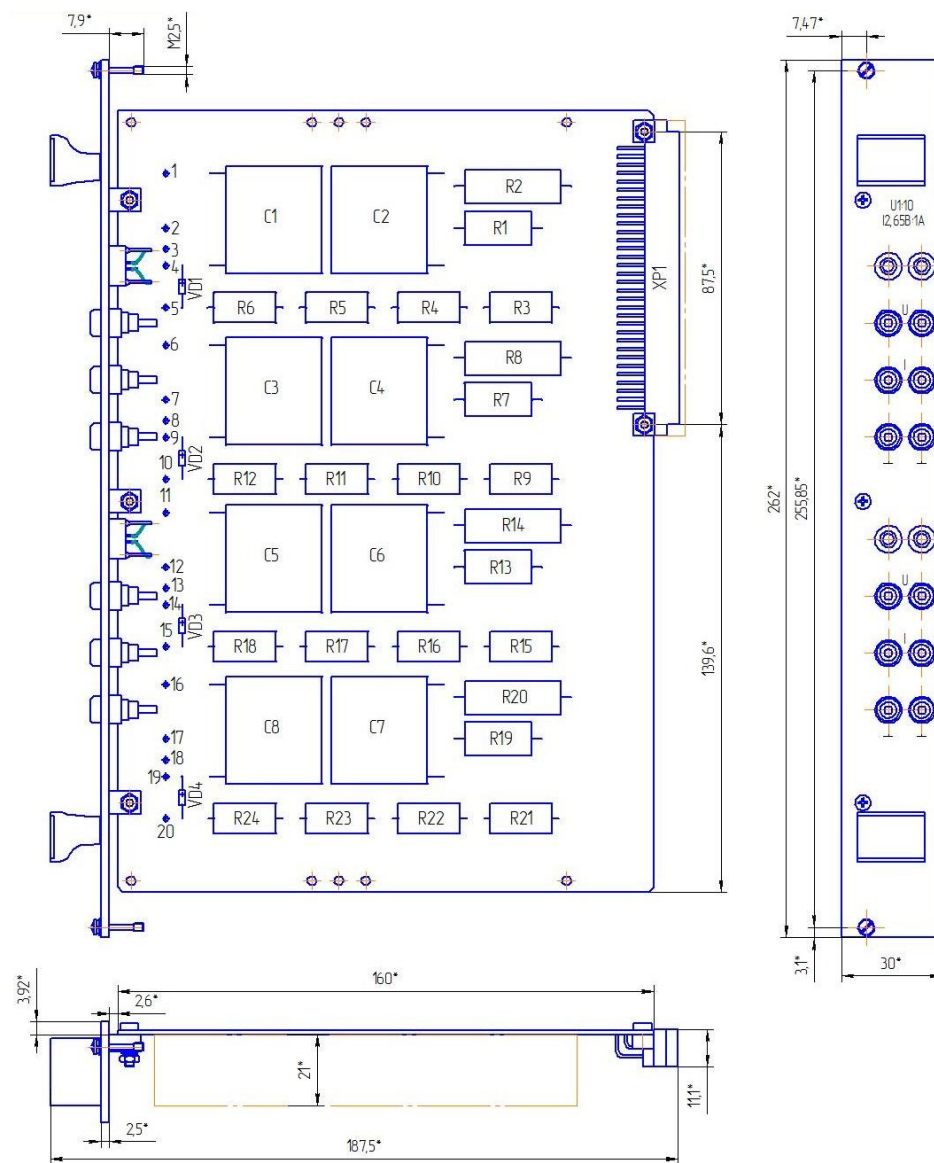 7,9*
M2,5*
7,47*
1
2
3
4
5
6
7
8
9
10
11
12
13
14
15
16
17
18
19
20
VD1
VD2
VD3
VD4
C1
C2
R2
R1
R6
R5
R4
R3
C3
C4
R8
R7
R12
R11
R10
R9
C5
C6
R14
R13
R18
R17
R16
R15
C8
C7
R20
R19
R24
R23
R22
R21
XP1
87,5*
139,6*
262*
255,85*
U1-10
I2,65В-1А
U
I
U
I
3,1*
30*
3,92*
2,6*
160*
21*
11,1*
2,5*
187,5*